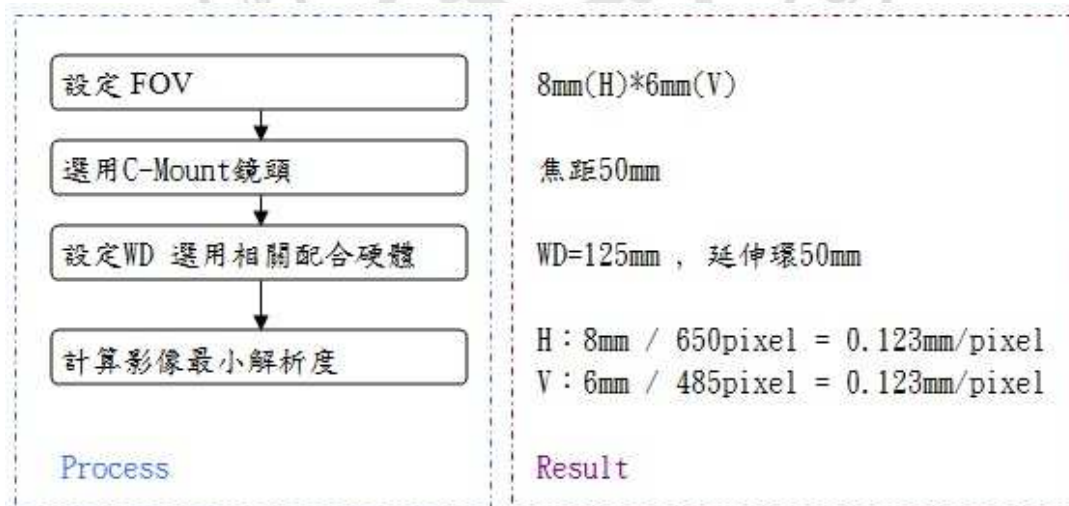 設定 FOV
選用C-Mount鏡頭
設定WD 選用相關配合硬體
計算影像最小解析度
Process
8mm(H)*6mm(V)
焦距50mm
WD=125mm , 延伸環50mm
H：8mm / 650pixel = 0.123mm/pixel
V：6mm / 485pixel = 0.123mm/pixel
Result